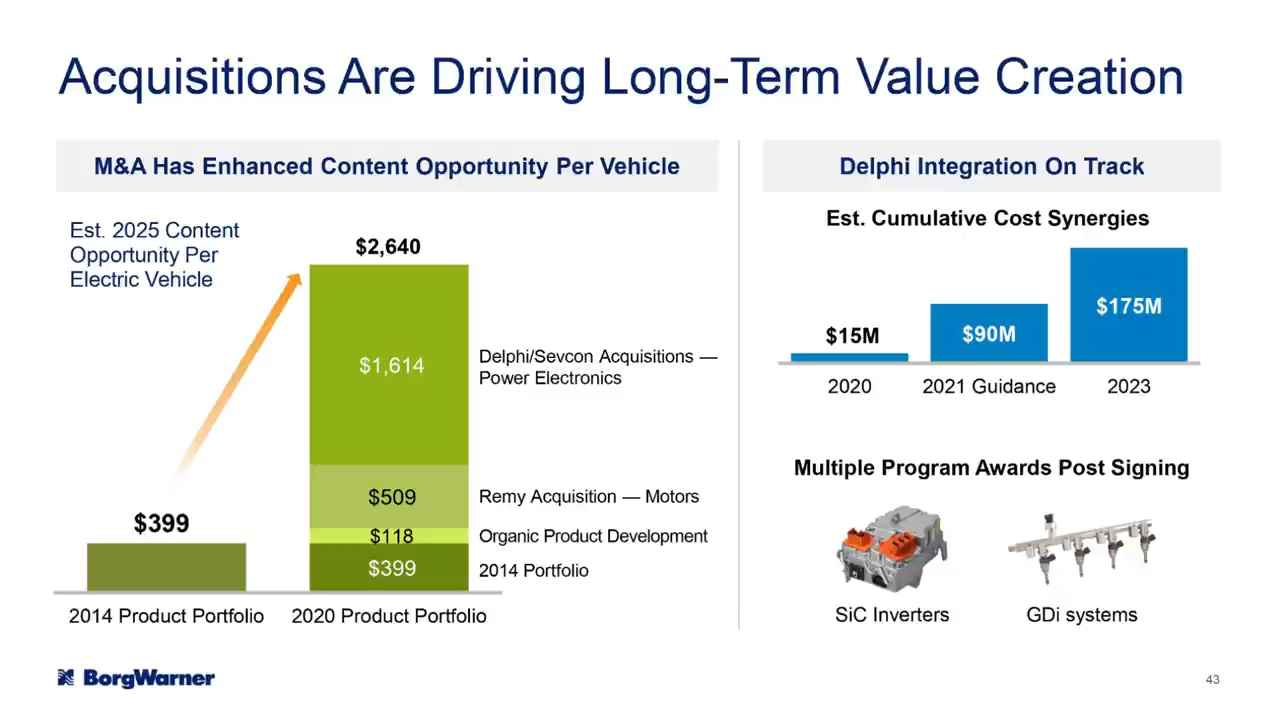 Acquisitions Are Driving Long-Term Value Creation
M&A Has Enhanced Content Opportunity Per Vehicle
Est. 2025 Content
Opportunity Per
Electric Vehicle
$2,640
$1,614
Delphi/Sevcon Acquisitions —
Power Electronics
$509
Remy Acquisition — Motors
$399
$118
Organic Product Development
$399
2014 Portfolio
2014 Product Portfolio
2020 Product Portfolio
Delphi Integration On Track
Est. Cumulative Cost Synergies
$15M
$90M
$175M
2020
2021 Guidance
2023
Multiple Program Awards Post Signing
SiC Inverters
GDi systems
BorgWarner
43